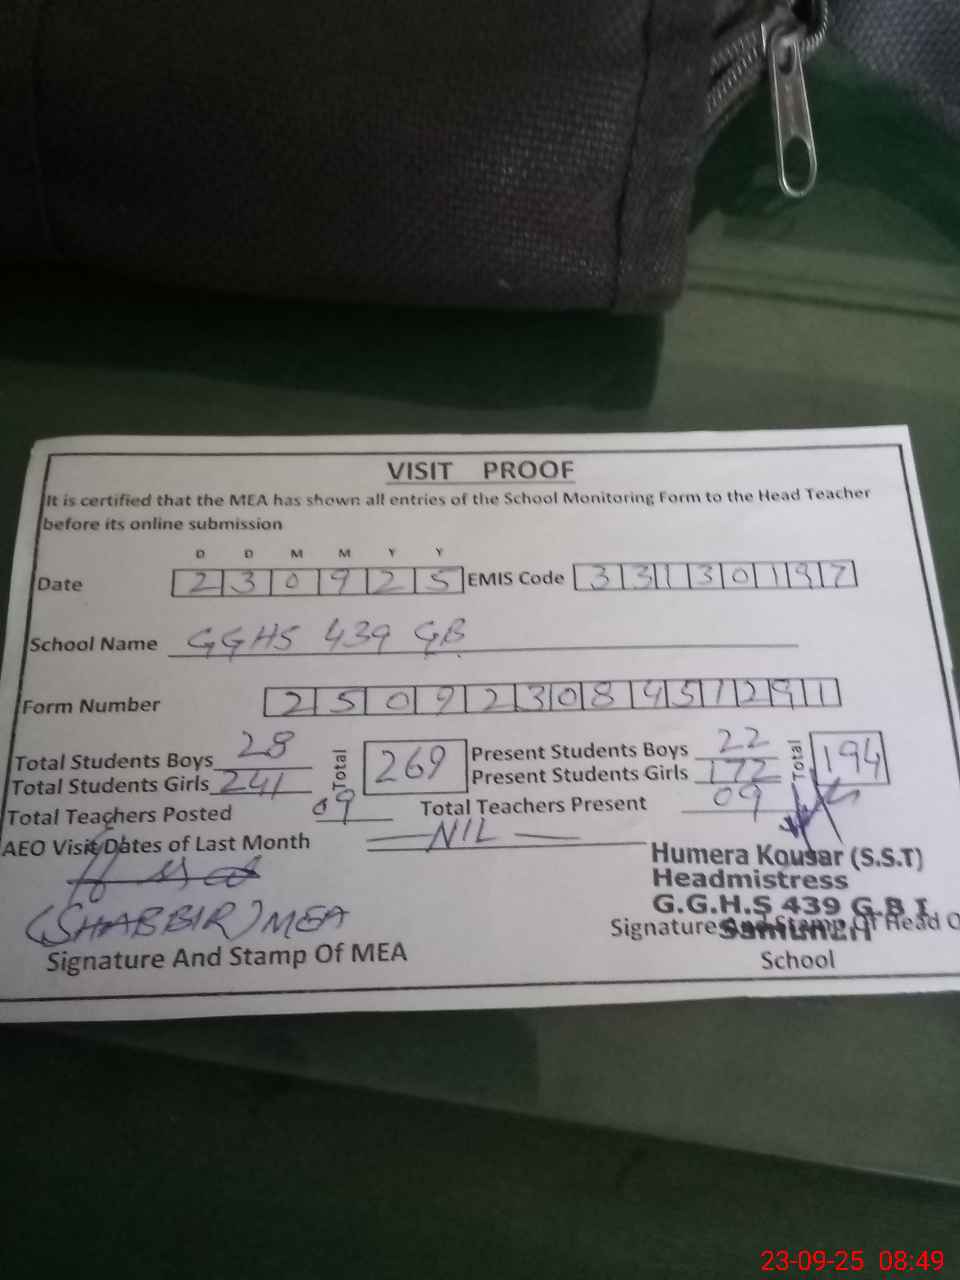 VISIT PROOF
It is certified that the MEA has shown all entries of the School Monitoring Form to the Head Teacher
before its online submission
D D M M Y Y
Date 2 3 0 9 2 5 EMIS Code 3 3 1 3 0 1 9 7
School Name GGHS 439 GB
Form Number 2 5 0 9 2 3 0 8 4 5 1 2 9 1
Total Students Boys 28 Total 269 Present Students Boys 22 Total 194
Total Students Girls 241 Present Students Girls 172
Total Teachers Posted 09 Total Teachers Present 09
AEO Visit Dates of Last Month NIL
Humera Kousar (S.S.T)
Headmistress
G.G.H.S 439 G.B I
(SHABBIR) MEA
Signature And Stamp Of Head O
Signature And Stamp Of MEA
School
23-09-25 08:49